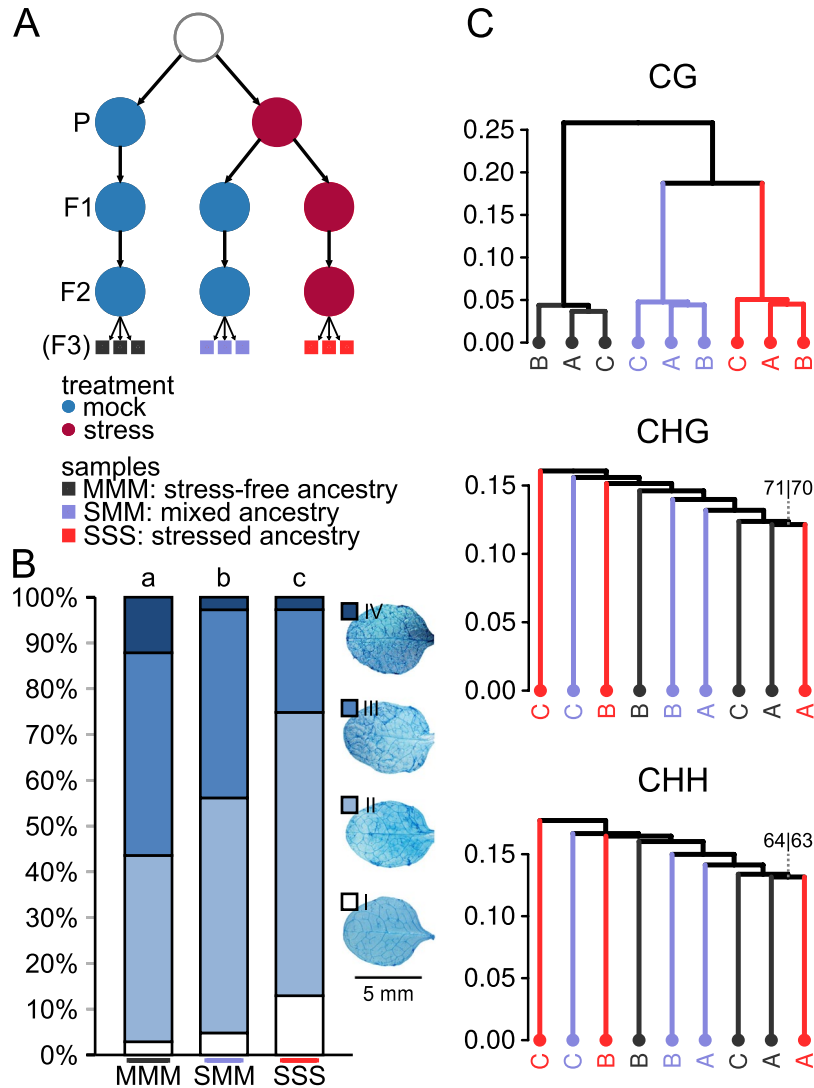 A
P
F1
F2
(F3)
treatment
mock
stress
samples
MMM: stress-free ancestry
SMM: mixed ancestry
SSS: stressed ancestry
B
a b c
100%
90%
80%
70%
60%
50%
40%
30%
20%
10%
0%
MMM SMM SSS
IV
III
II
I
5 mm
C
CG
0.25
0.20
0.15
0.10
0.05
0.00
B A C C A B C A B
CHG
71|70
0.15
0.10
0.05
0.00
C C B B B A C A A
CHH
64|63
0.15
0.10
0.05
0.00
C C B B B A C A A